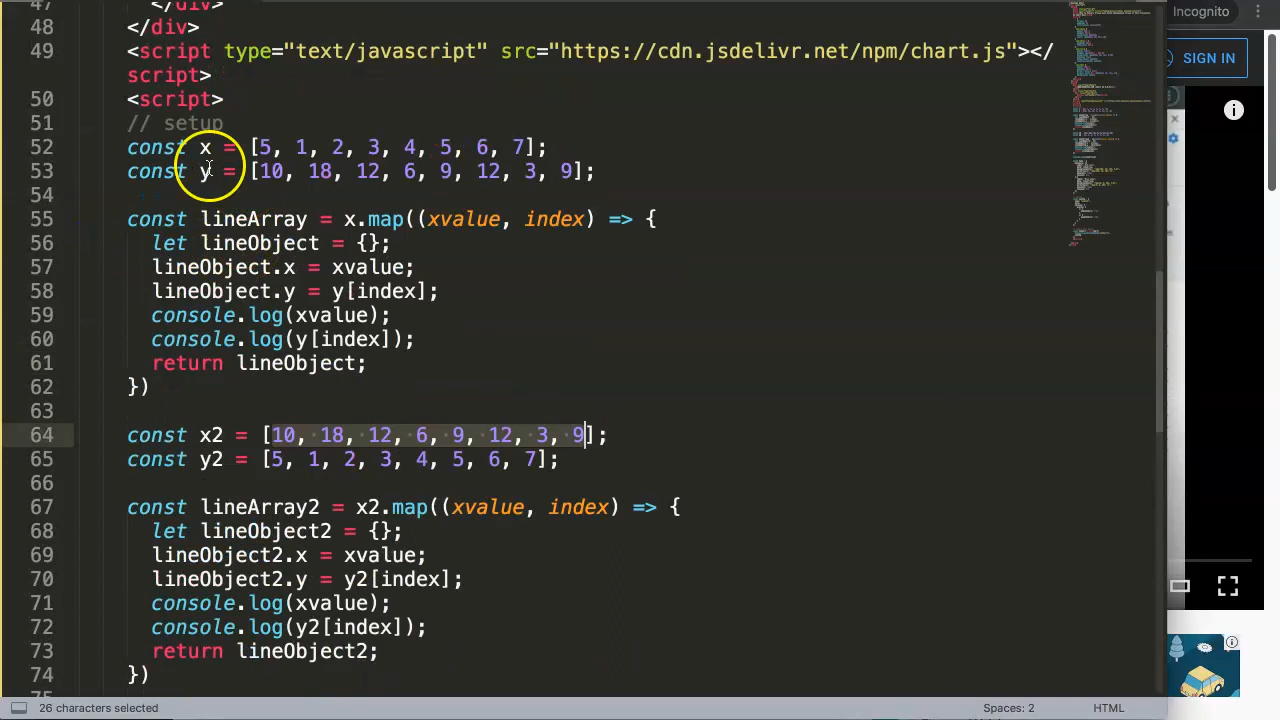 47 </div>
48 </div>
49 <script type="text/javascript" src="https://cdn.jsdelivr.net/npm/chart.js"></
script>
50 <script>
51 // setup
52 const x = [5, 1, 2, 3, 4, 5, 6, 7];
53 const y = [10, 18, 12, 6, 9, 12, 3, 9];
54
55 const lineArray = x.map((xvalue, index) => {
56 let lineObject = {};
57 lineObject.x = xvalue;
58 lineObject.y = y[index];
59 console.log(xvalue);
60 console.log(y[index]);
61 return lineObject;
62 })
63
64 const x2 = [10, 18, 12, 6, 9, 12, 3, 9];
65 const y2 = [5, 1, 2, 3, 4, 5, 6, 7];
66
67 const lineArray2 = x2.map((xvalue, index) => {
68 let lineObject2 = {};
69 lineObject2.x = xvalue;
70 lineObject2.y = y2[index];
71 console.log(xvalue);
72 console.log(y2[index]);
73 return lineObject2;
74 })
26 characters selected
Spaces: 2
HTML
Incognito
SIGN IN